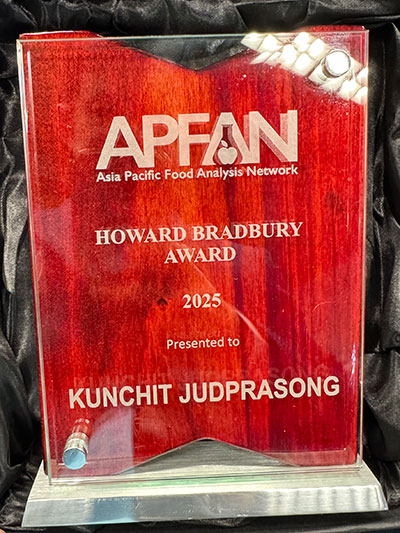 APFAN
Asia Pacific Food Analysis Network
HOWARD BRADBURY
AWARD
2025
Presented to
KUNCHIT JUDPRASONG